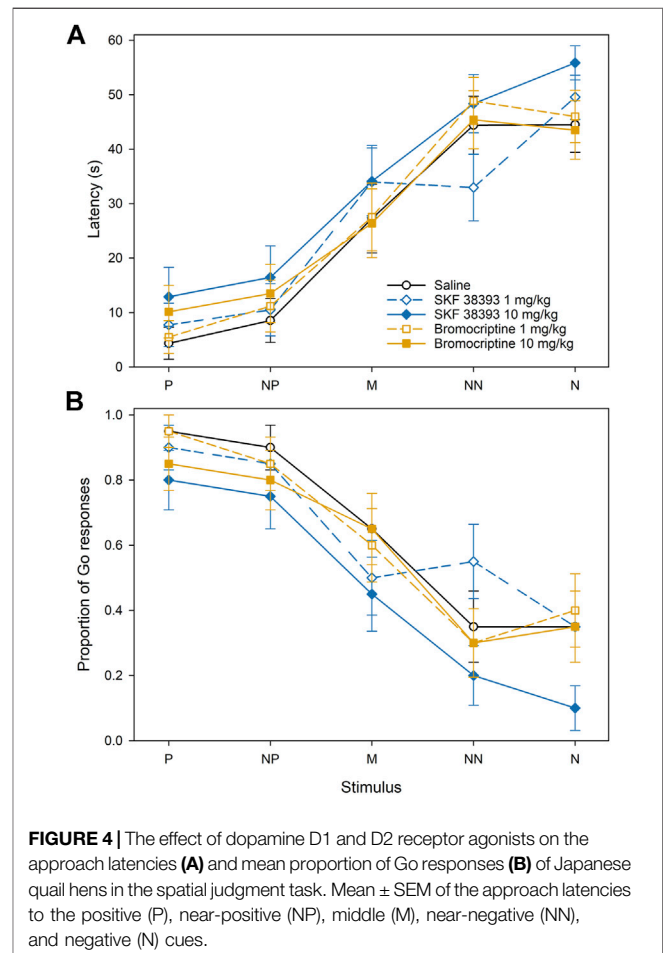 A
60
50
40
30
20
10
0
Latency (s)
Saline
SKF 38393 1 mg/kg
SKF 38393 10 mg/kg
Bromocriptine 1 mg/kg
Bromocriptine 10 mg/kg
P NP M NN N
B
1.0
0.8
0.6
0.4
0.2
0.0
Proportion of Go responses
P NP M NN N
Stimulus
FIGURE 4 | The effect of dopamine D1 and D2 receptor agonists on the
approach latencies (A) and mean proportion of Go responses (B) of Japanese
quail hens in the spatial judgment task. Mean ± SEM of the approach latencies
to the positive (P), near-positive (NP), middle (M), near-negative (NN),
and negative (N) cues.